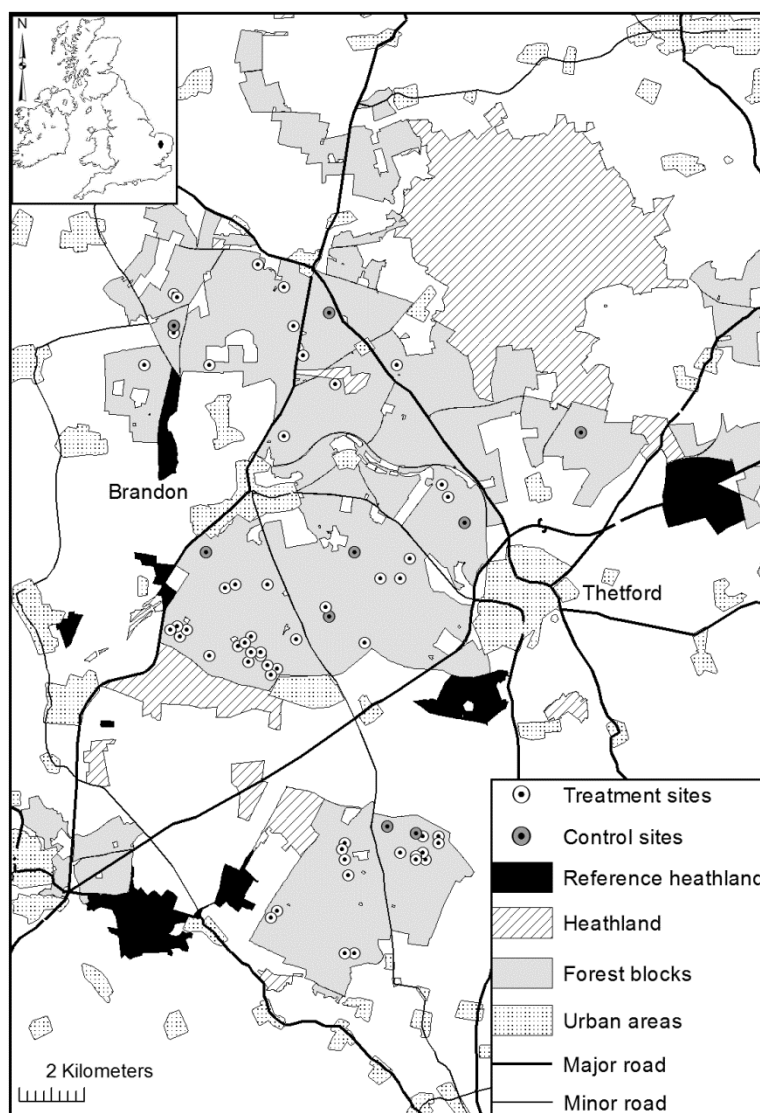 N
Brandon
Thetford
Treatment sites
Control sites
Reference heathland
Heathland
Forest blocks
Urban areas
Major road
Minor road
2 Kilometers